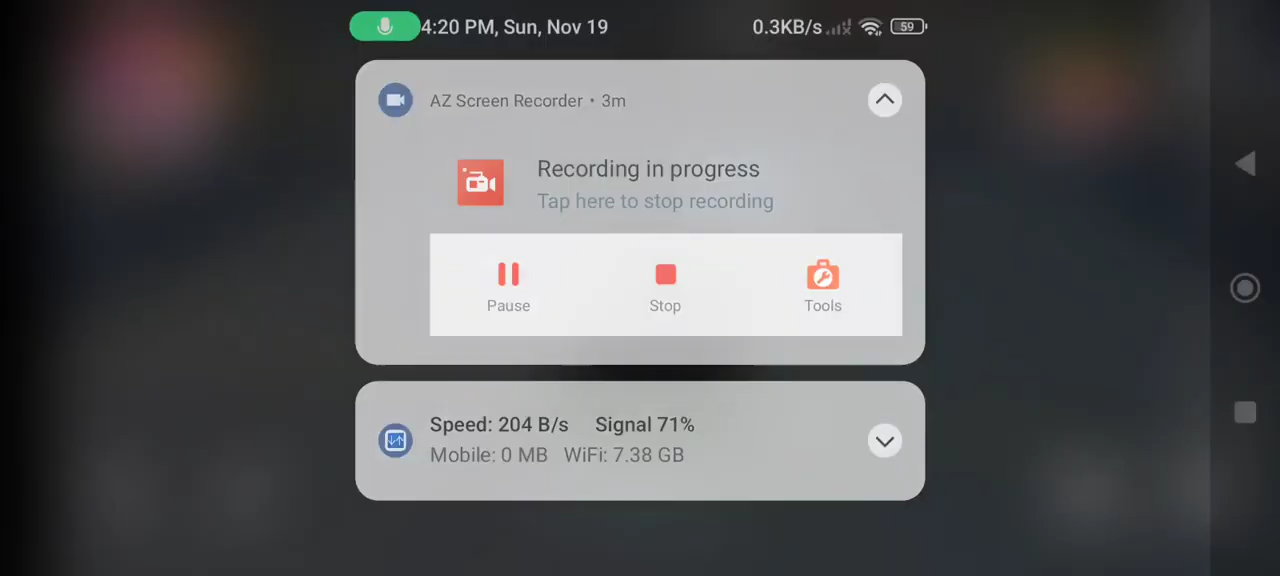 4:20 PM, Sun, Nov 19 0.3KB/s 59
AZ Screen Recorder • 3m
Recording in progress
Tap here to stop recording
Pause Stop Tools
Speed: 204 B/s Signal 71%
Mobile: 0 MB WiFi: 7.38 GB